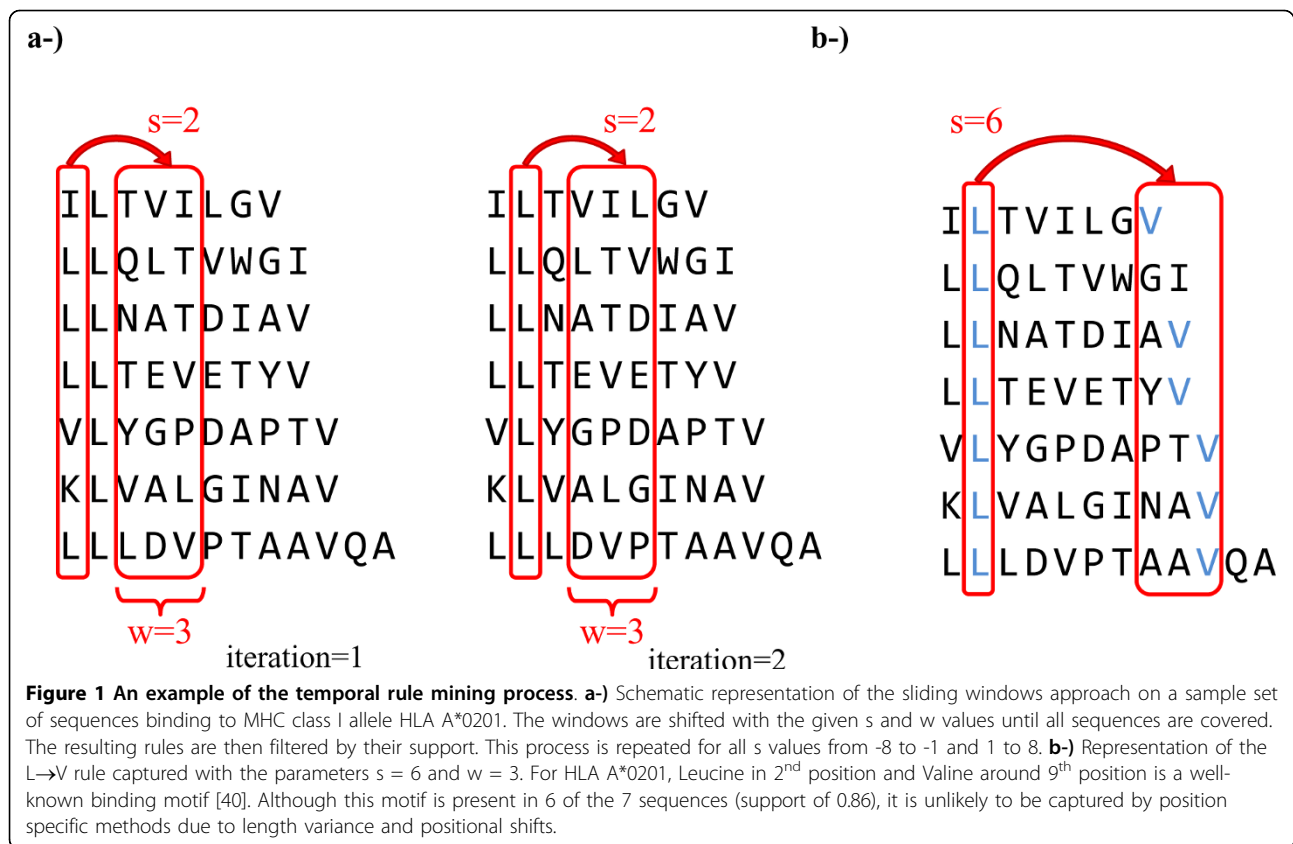 a-)
b-)
s=2
s=2
s=6
ILTVILGV
LLQLTVWGI
LLNATDIAV
LLTEVETYV
VLYGPDAPTV
KLVALGINAV
LLLDVPTAAVQA
w=3
iteration=1
ILTVILGV
LLQLTVWGI
LLNATDIAV
LLTEVETYV
VLYGPDAPTV
KLVALGINAV
LLLDVPTAAVQA
w=3
iteration=2
ILTVILGV
LLQLTVWGI
LLNATDIAV
LLTEVETYV
VLYGPDAPTV
KLVALGINAV
LLLDVPTAAVQA
Figure 1 An example of the temporal rule mining process. a-) Schematic representation of the sliding windows approach on a sample set
of sequences binding to MHC class I allele HLA A*0201. The windows are shifted with the given s and w values until all sequences are covered.
The resulting rules are then filtered by their support. This process is repeated for all s values from -8 to -1 and 1 to 8. b-) Representation of the
L→V rule captured with the parameters s = 6 and w = 3. For HLA A*0201, Leucine in 2nd position and Valine around 9th position is a well-
known binding motif [40]. Although this motif is present in 6 of the 7 sequences (support of 0.86), it is unlikely to be captured by position
specific methods due to length variance and positional shifts.